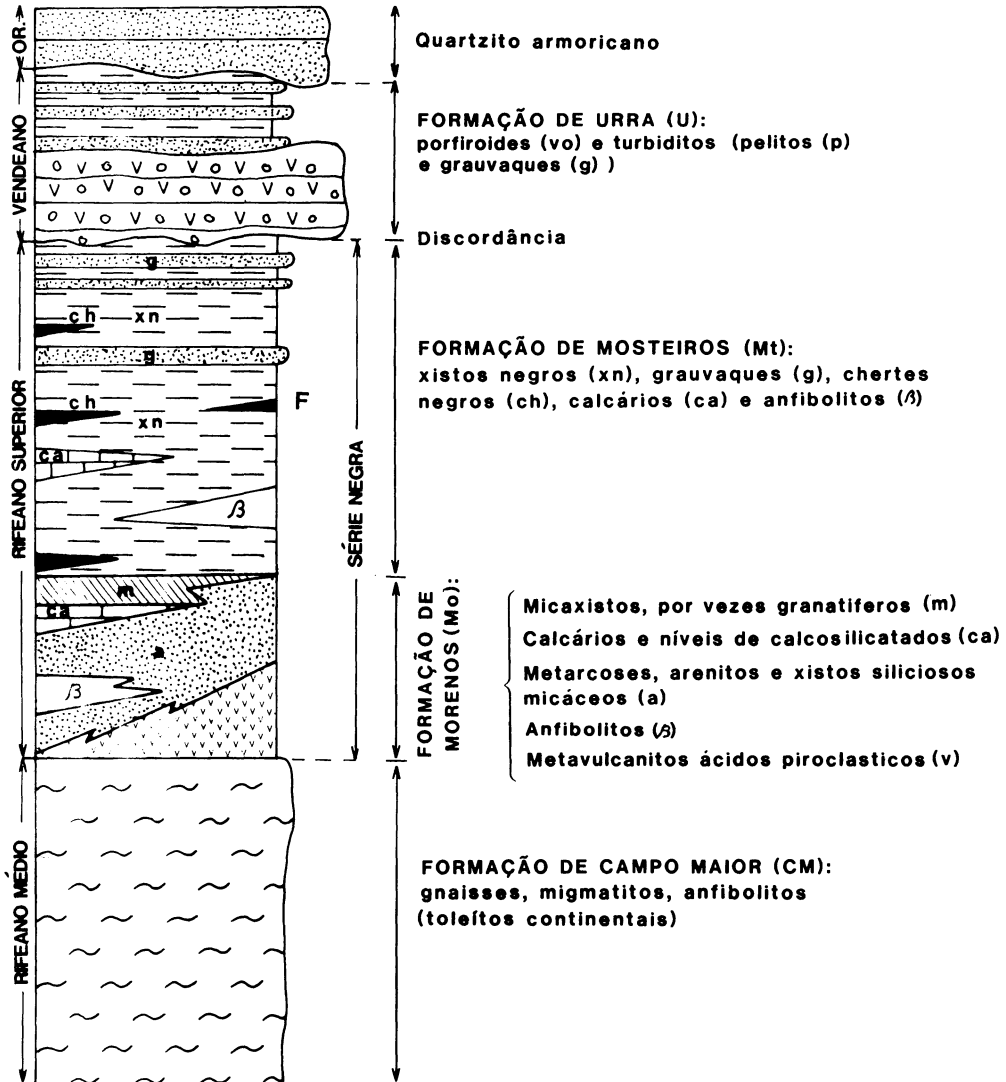 OR.
VENDEANO
RIFEANO SUPERIOR
RIFEANO MÉDIO
g
ch xn
g
ch
F
xn
ca
β
m
ca
a
β
SÉRIE NEGRA
Quartzito armoricano
FORMAÇÃO DE URRA (U):
porfiroides (vo) e turbiditos (pelitos (p)
e grauvaques (g) )
Discordância
FORMAÇÃO DE MOSTEIROS (Mt):
xistos negros (xn), grauvaques (g), chertes
negros (ch), calcários (ca) e anfibolitos (β)
FORMAÇÃO DE
MORENOS (Mo):
Micaxistos, por vezes granatiferos (m)
Calcários e níveis de calcosilicatados (ca)
Metarcoses, arenitos e xistos siliciosos
micáceos (a)
Anfibolitos (β)
Metavulcanitos ácidos piroclasticos (v)
FORMAÇÃO DE CAMPO MAIOR (CM):
gnaisses, migmatitos, anfibolitos
(toleítos continentais)